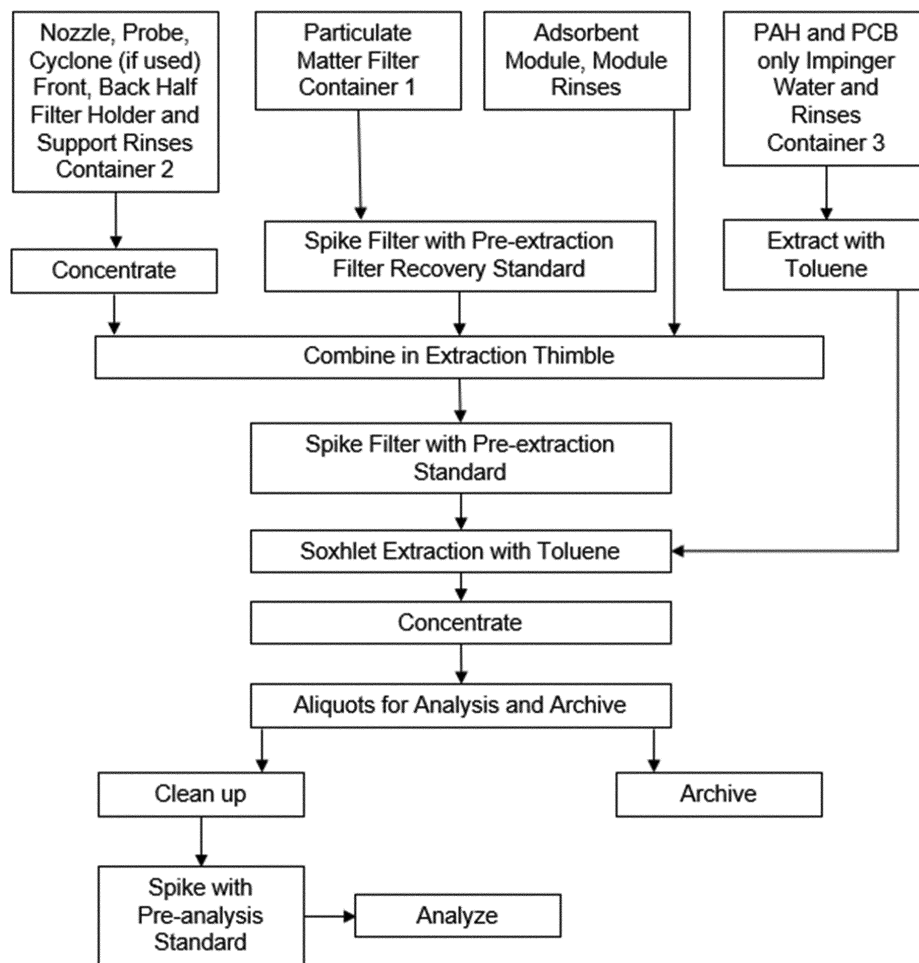 Nozzle, Probe,
Cyclone (if used)
Front, Back Half
Filter Holder and
Support Rinses
Container 2
Particulate
Matter Filter
Container 1
Adsorbent
Module, Module
Rinses
PAH and PCB
only Impinger
Water and
Rinses
Container 3
Concentrate
Spike Filter with Pre-extraction
Filter Recovery Standard
Extract with
Toluene
Combine in Extraction Thimble
Spike Filter with Pre-extraction
Standard
Soxhlet Extraction with Toluene
Concentrate
Aliquots for Analysis and Archive
Clean up
Archive
Spike with
Pre-analysis
Standard
Analyze